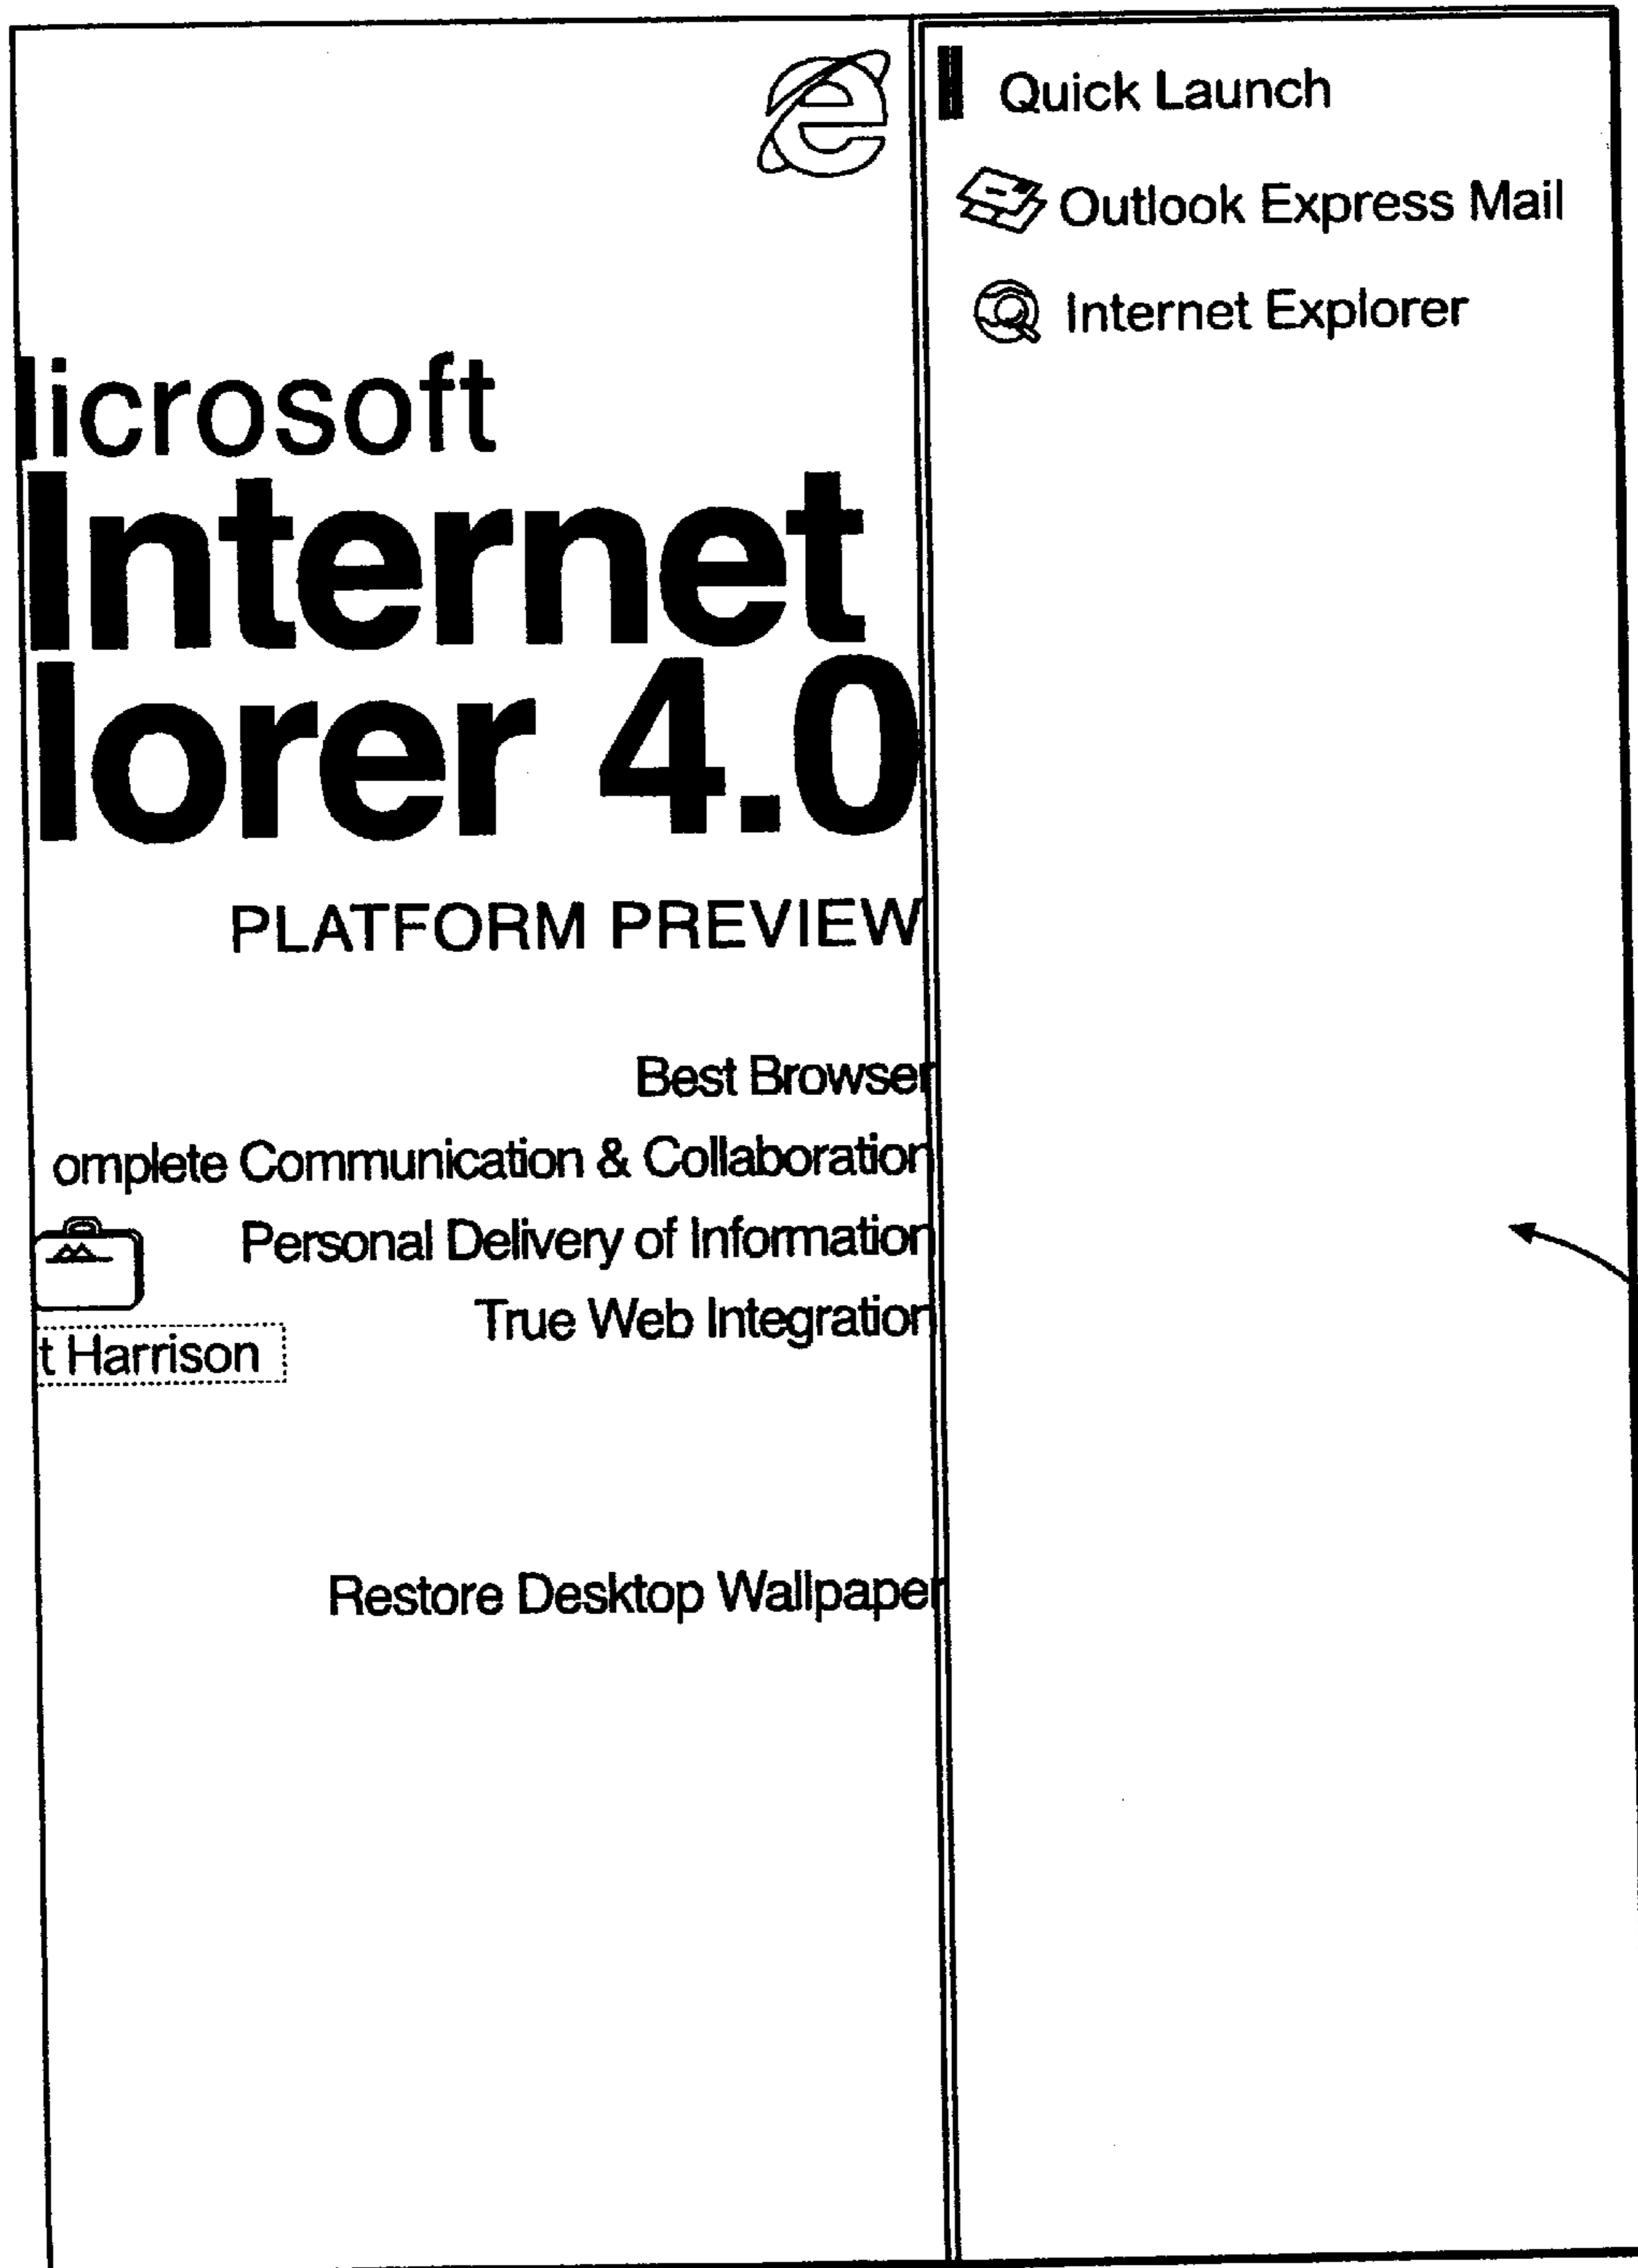 icrosoft
Internet
lorer 4.0
PLATFORM PREVIEW
Best Browser
omplete Communication & Collaboration
Personal Delivery of Information
t Harrison
True Web Integration
Restore Desktop Wallpaper
Quick Launch
Outlook Express Mail
Internet Explorer